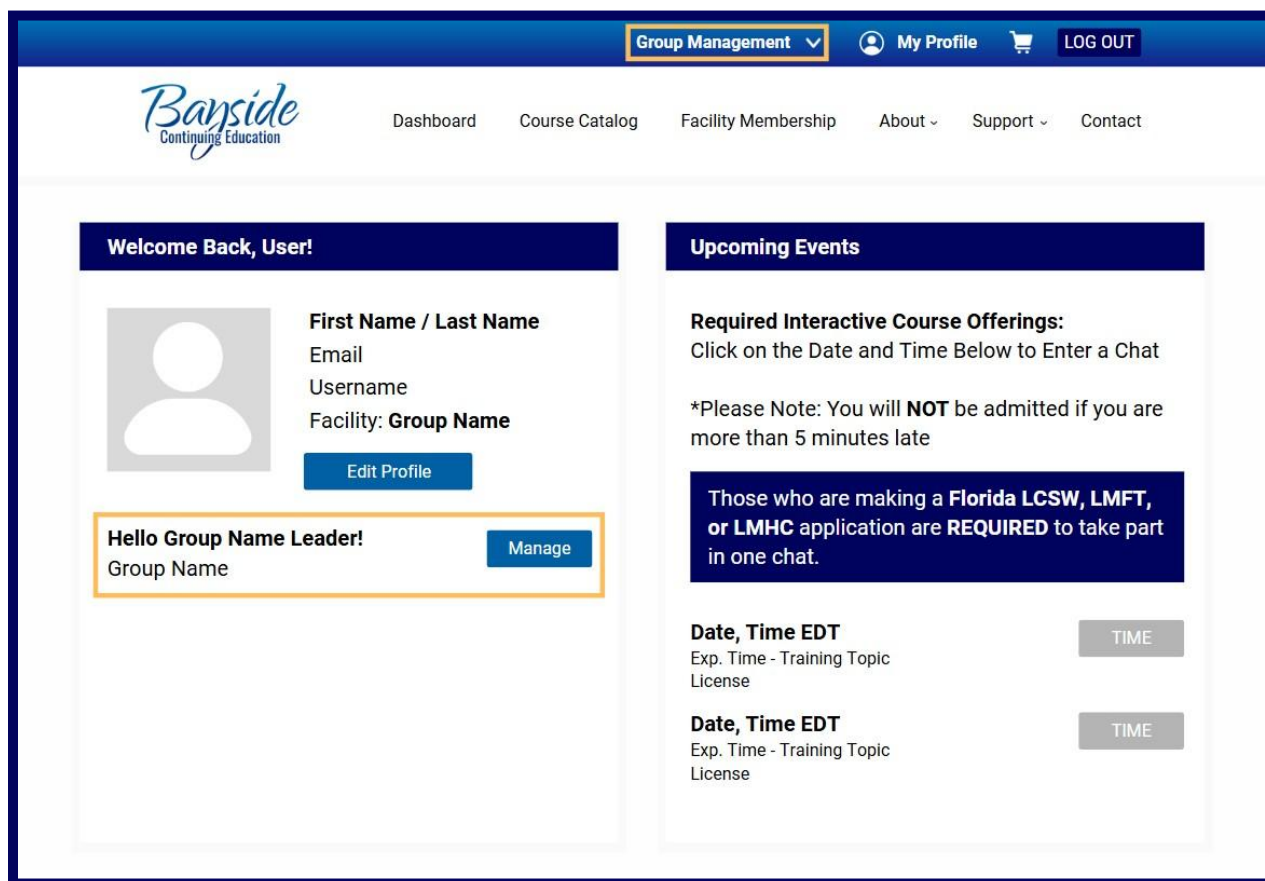 Group Management
My Profile
LOG OUT
Bayside
Continuing Education
Dashboard
Course Catalog
Facility Membership
About
Support
Contact
Welcome Back, User!
First Name / Last Name
Email
Username
Facility: Group Name
Edit Profile
Hello Group Name Leader!
Group Name
Manage
Upcoming Events
Required Interactive Course Offerings:
Click on the Date and Time Below to Enter a Chat
*Please Note: You will NOT be admitted if you are
more than 5 minutes late
Those who are making a Florida LCSW, LMFT,
or LMHC application are REQUIRED to take part
in one chat.
Date, Time EDT
Exp. Time - Training Topic
License
TIME
Date, Time EDT
Exp. Time - Training Topic
License
TIME